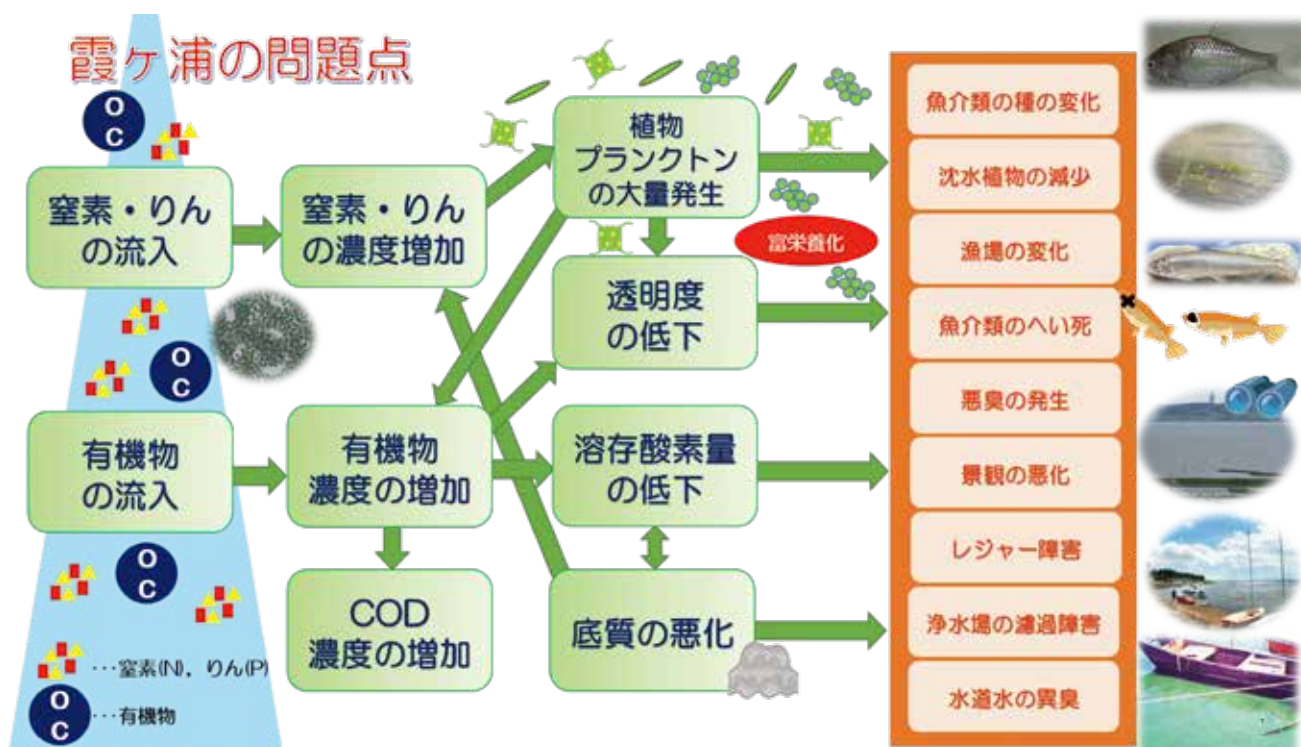 霞ヶ浦の問題点
O
C
窒素・りん
の流入
窒素・りん
の濃度増加
植物
プランクトン
の大量発生
富栄養化
透明度
の低下
O
C
有機物
の流入
有機物
濃度の増加
溶存酸素量
の低下
O
C
COD
濃度の増加
底質の悪化
…窒素(N)，りん(P)
O
C
…有機物
魚介類の種の変化
沈水植物の減少
漁場の変化
魚介類のへい死
悪臭の発生
景観の悪化
レジャー障害
浄水場の濾過障害
水道水の異臭